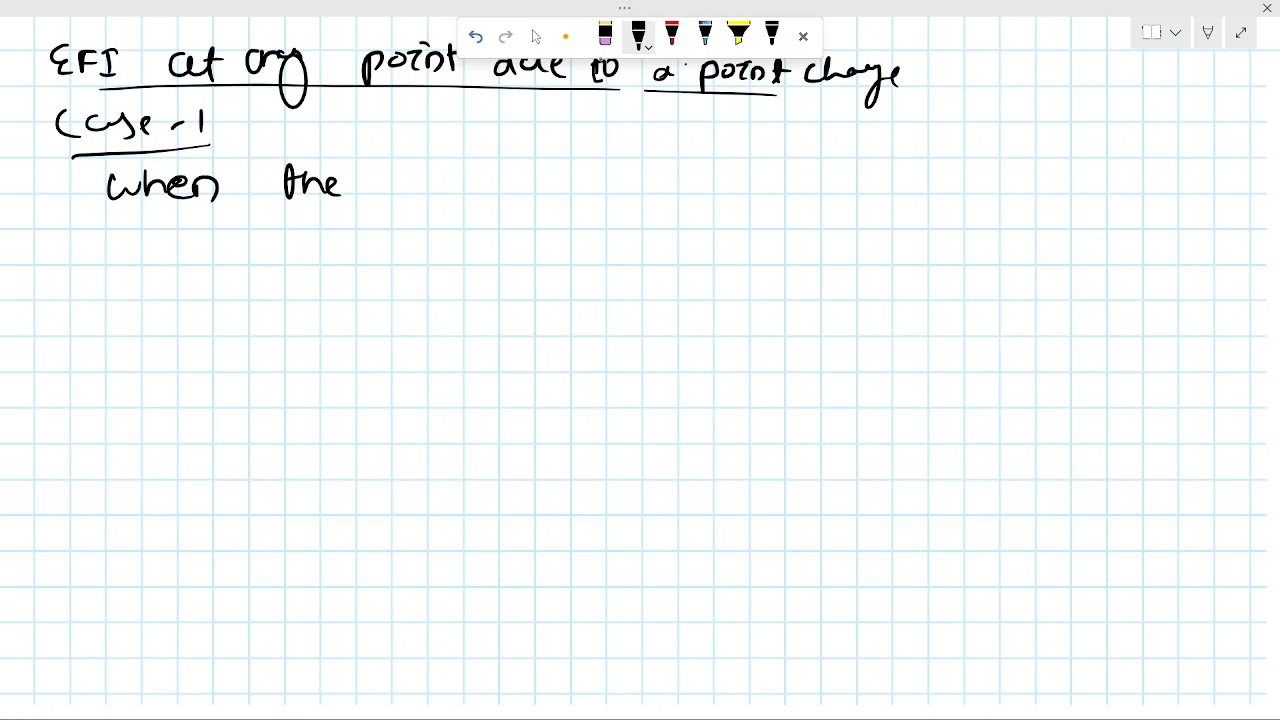 EFI at any point due to a point charge
Case - 1
when the